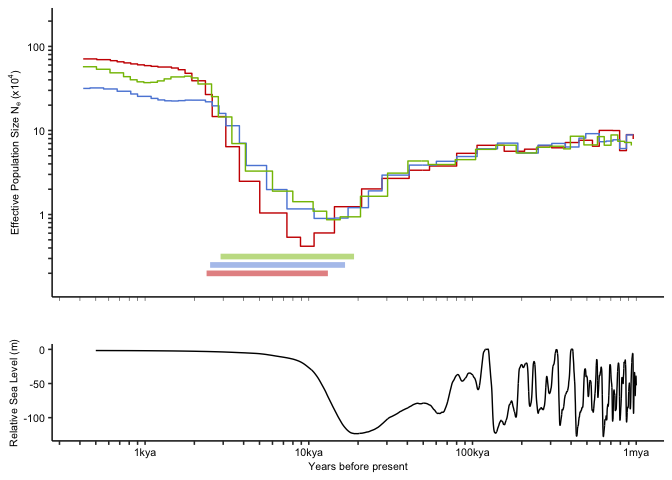 Effective Population Size Nₑ (x10⁴)
100
10
1
Relative Sea Level (m)
0
-50
-100
1kya
10kya
100kya
1mya
Years before present